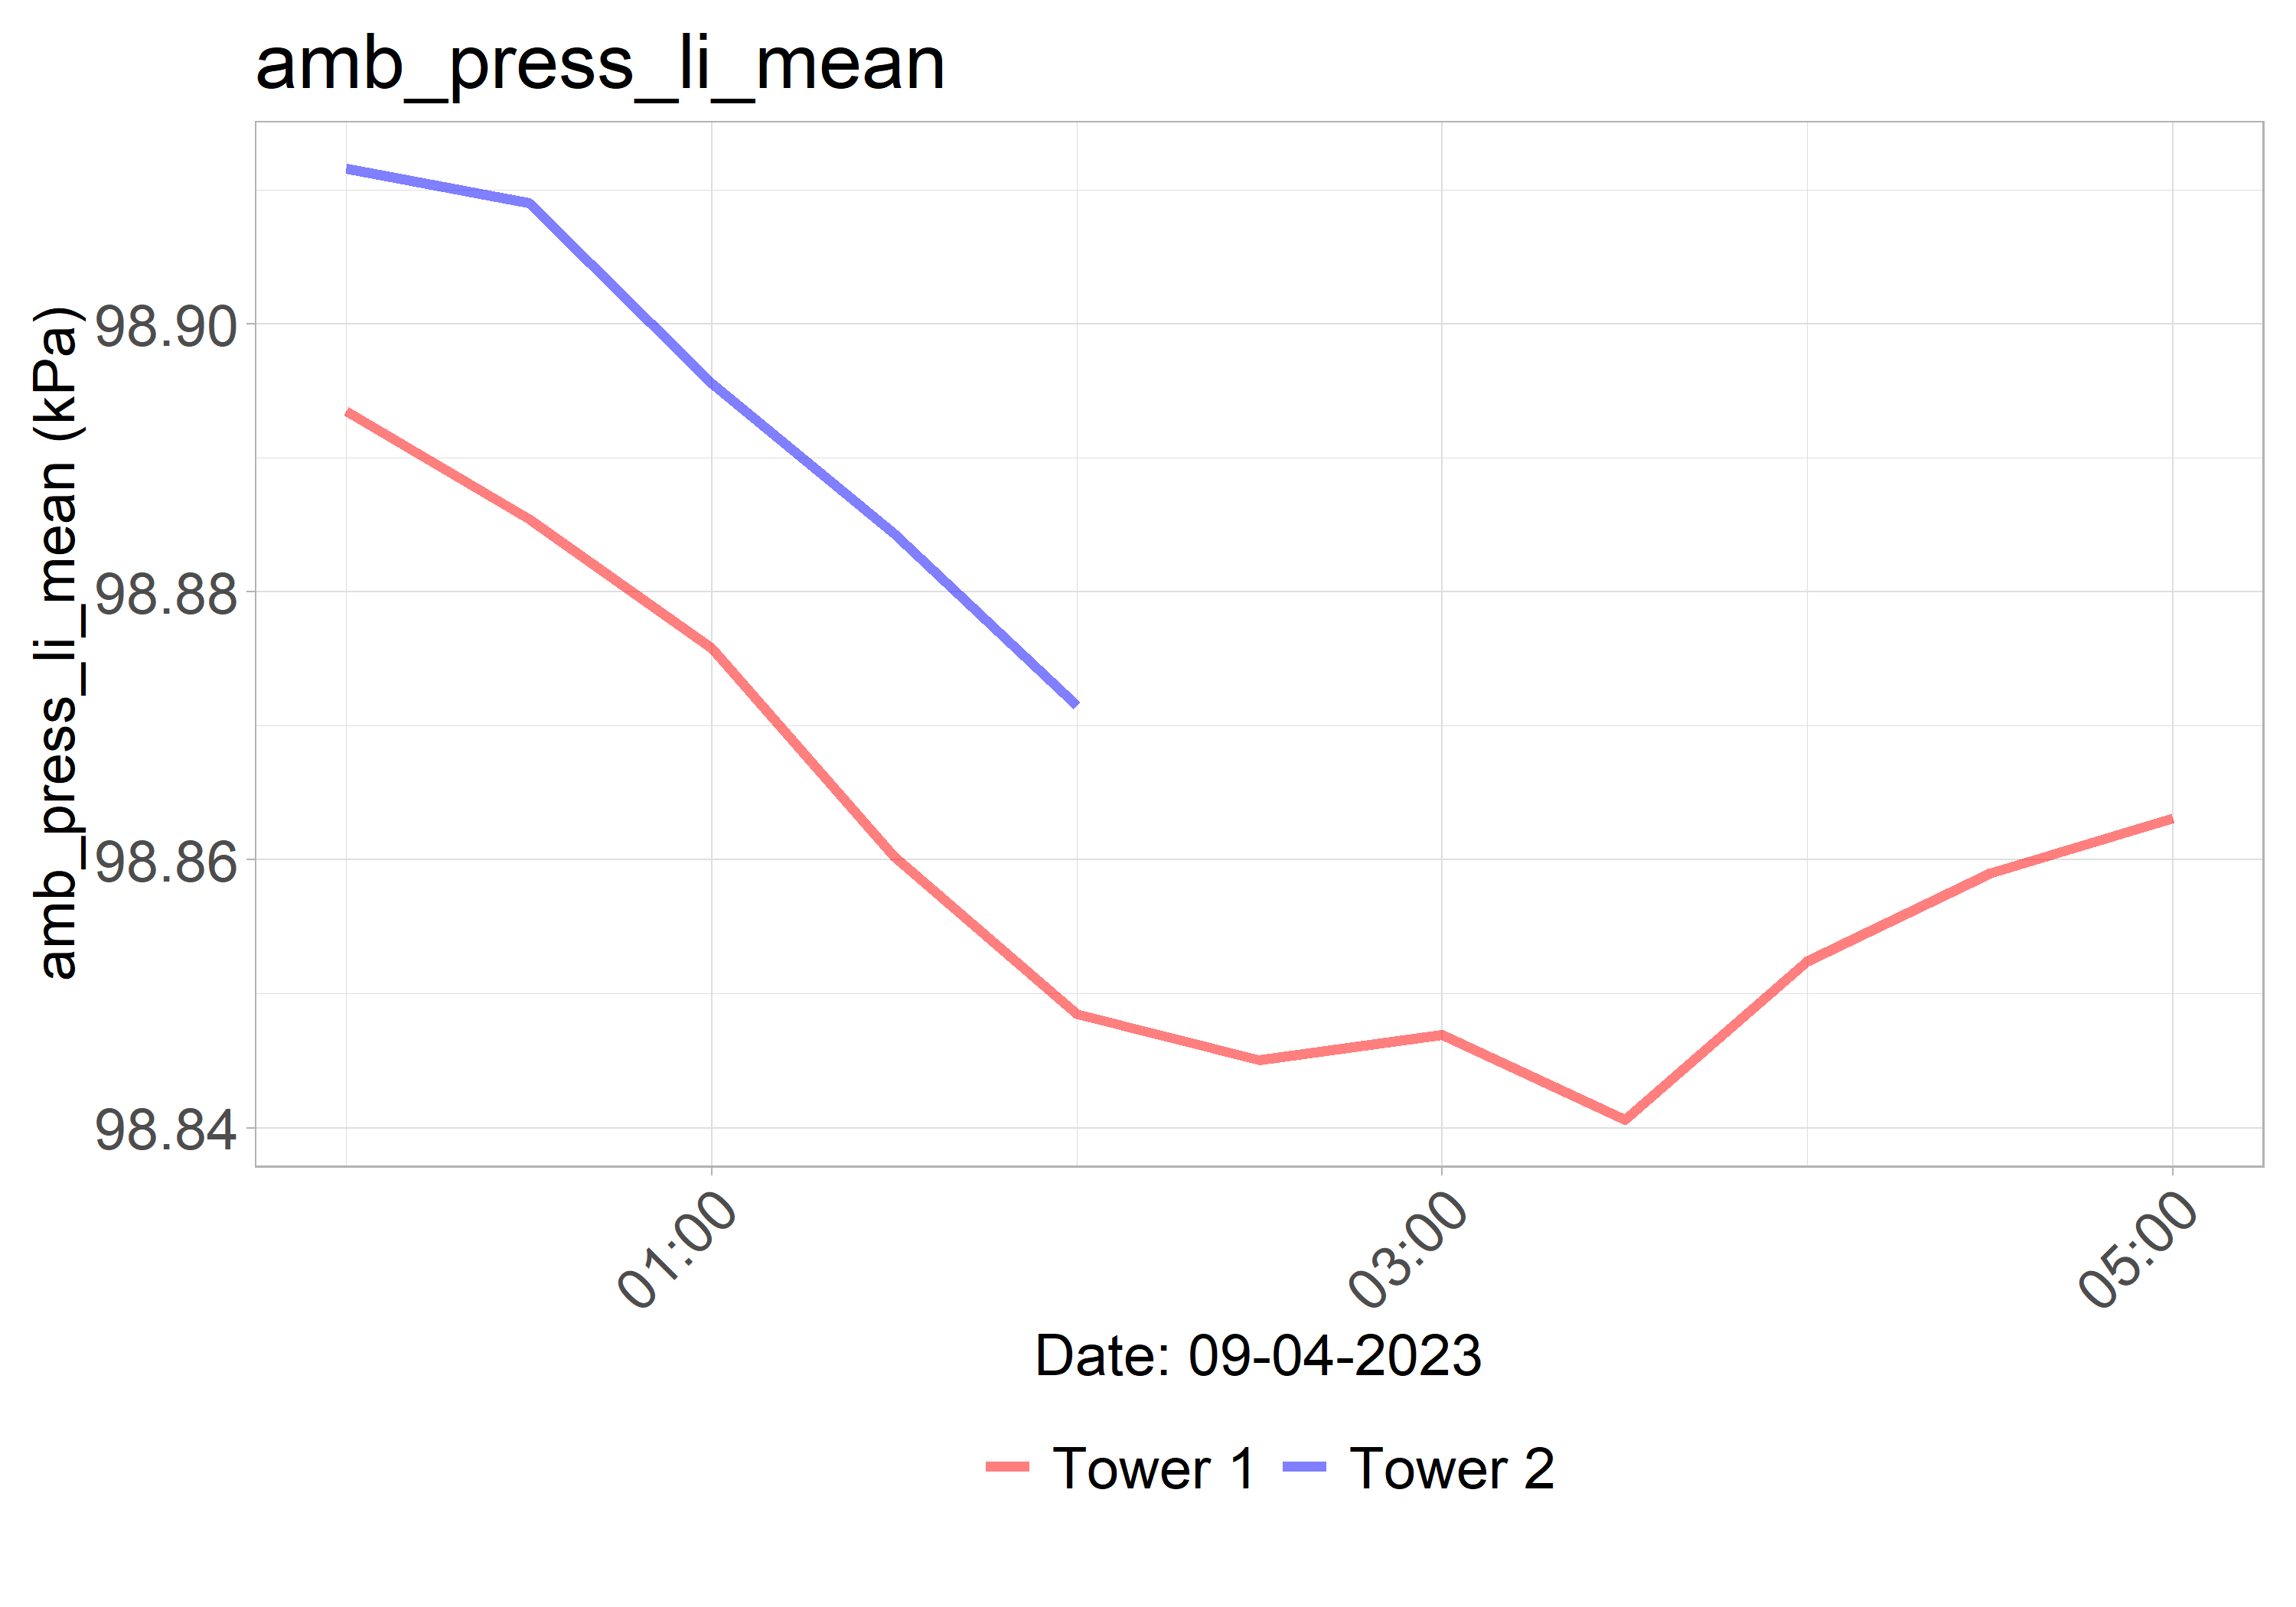 amb_press_li_mean
amb_press_li_mean (kPa)
98.90
98.88
98.86
98.84
01:00
03:00
05:00
Date: 09-04-2023
Tower 1
Tower 2